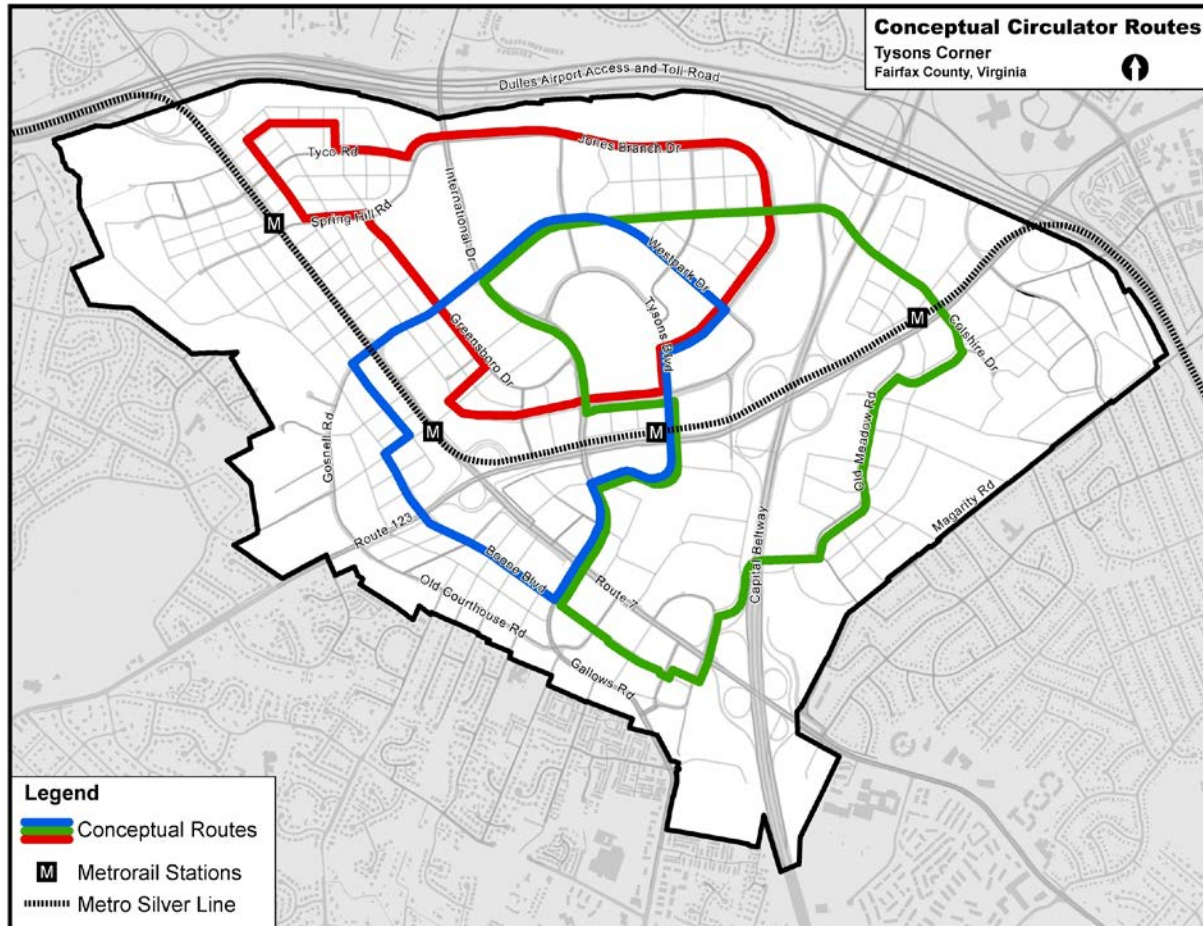 Conceptual Circulator Routes
Tysons Corner
Fairfax County, Virginia
Dulles Airport Access and Toll Road
Jones Branch Dr
Tyco Rd
International Dr
Spring Hill Rd
M
Westpark Dr
Tysons Blvd
Greensboro Dr
M
Colshire Dr
Old Meadow Rd
Gosnell Rd
M
M
Magarity Rd
Route 123
Capital Beltway
Boone Blvd
Route 7
Old Courthouse Rd
Gallows Rd
Legend
Conceptual Routes
M Metrorail Stations
Metro Silver Line